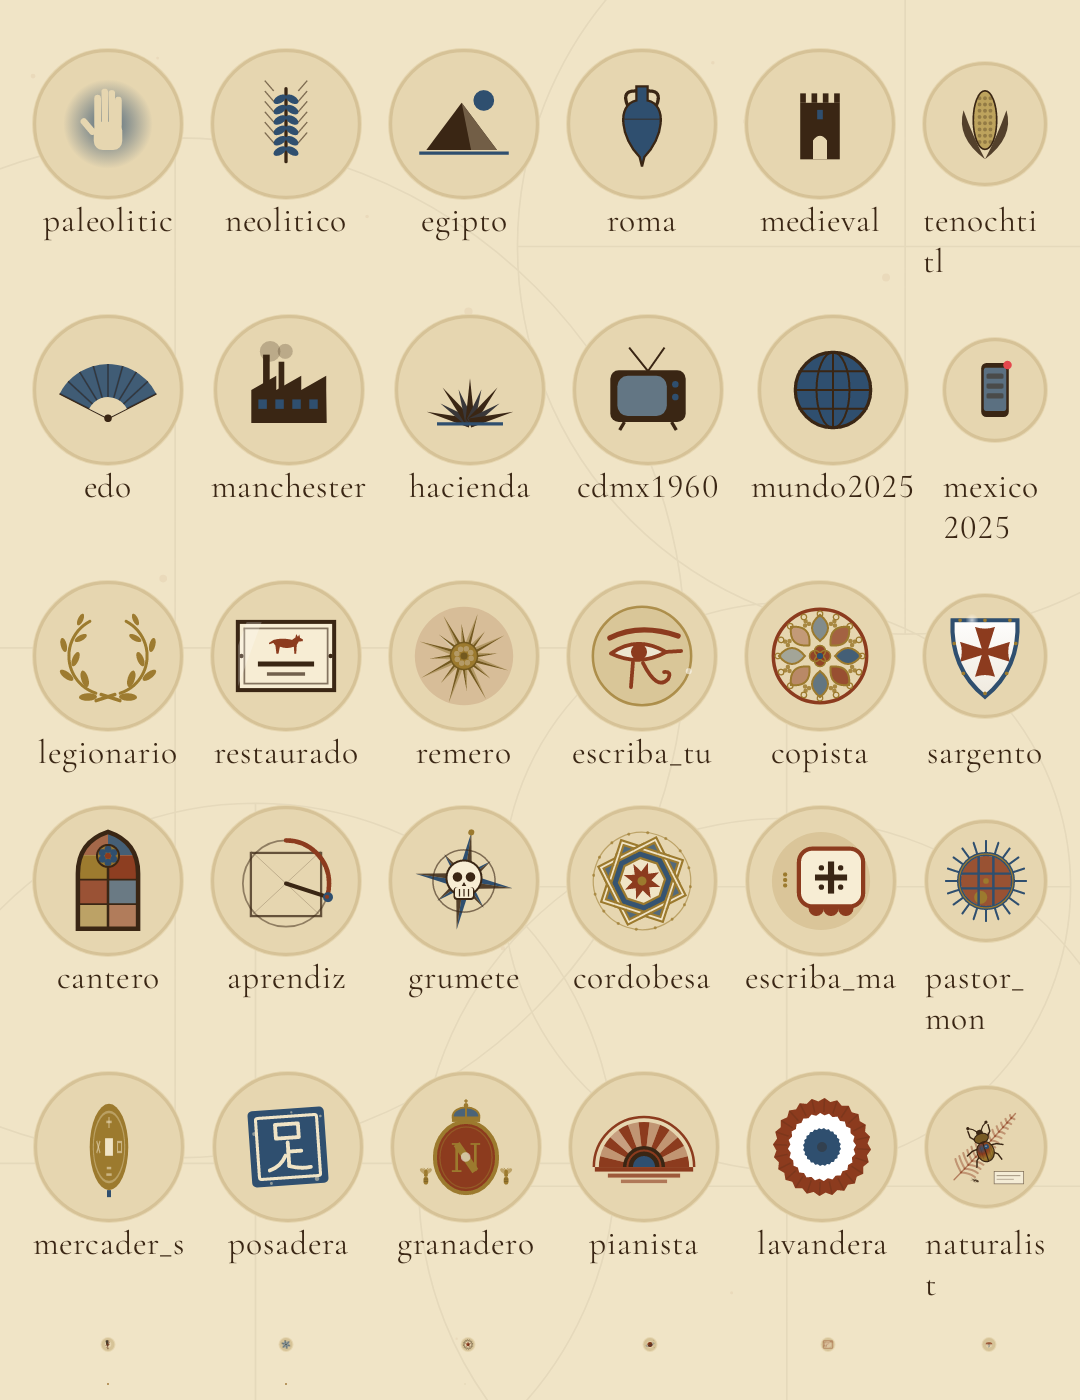 paleolitic
neolitico
egipto
roma
medieval
tenochti
tl
edo
manchester
hacienda
cdmx1960
mundo2025
mexico
2025
legionario
restaurado
remero
escriba_tu
copista
sargento
cantero
aprendiz
grumete
cordobesa
escriba_ma
pastor_
mon
足
N
mercader_s
posadera
granadero
pianista
lavandera
naturalis
t